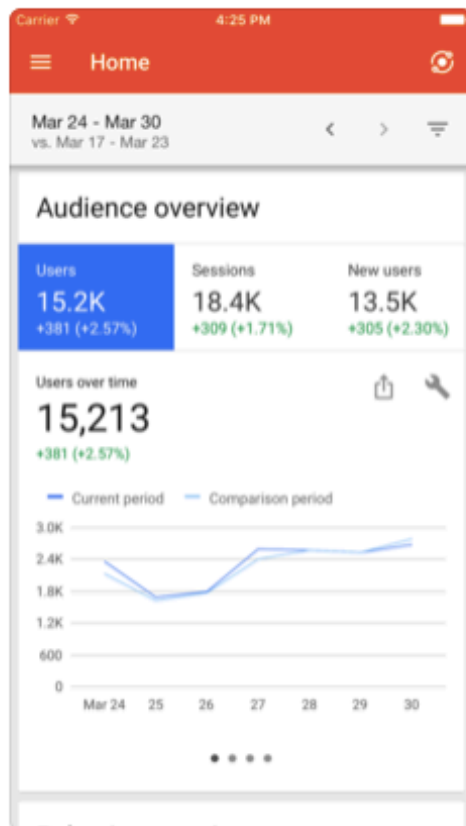 Carrier 4:25 PM
Home
Mar 24 - Mar 30
vs. Mar 17 - Mar 23
Audience overview
Users Sessions New users
15.2K 18.4K 13.5K
+381 (+2.57%) +309 (+1.71%) +305 (+2.30%)
Users over time
15,213
+381 (+2.57%)
Current period Comparison period
3.0K
2.4K
1.8K
1.2K
600
0
Mar 24 25 26 27 28 29 30